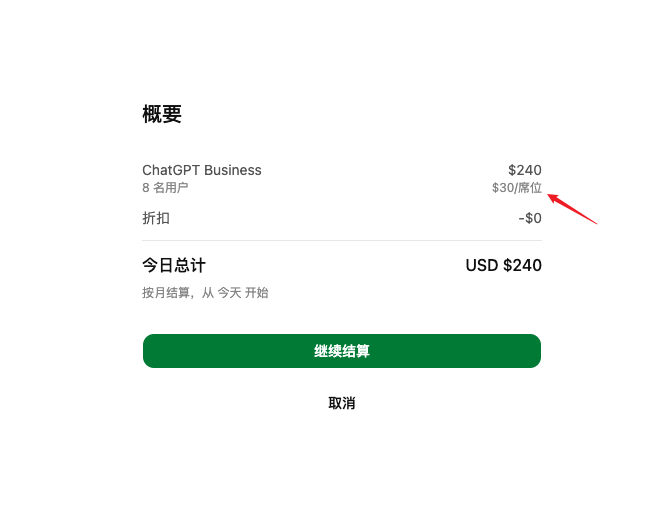 概要
ChatGPT Business
$240
8 名用户
$30/席位
折扣
-$0
今日总计
USD $240
按月结算，从 今天 开始
继续结算
取消